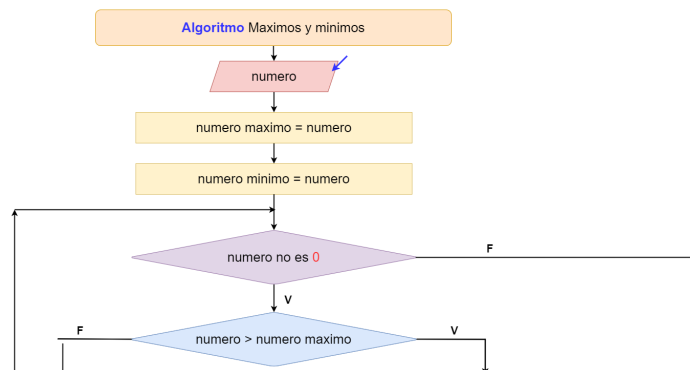 Algoritmo Maximos y minimos
numero
numero maximo = numero
numero minimo = numero
numero no es 0
F
V
numero > numero maximo
F
V